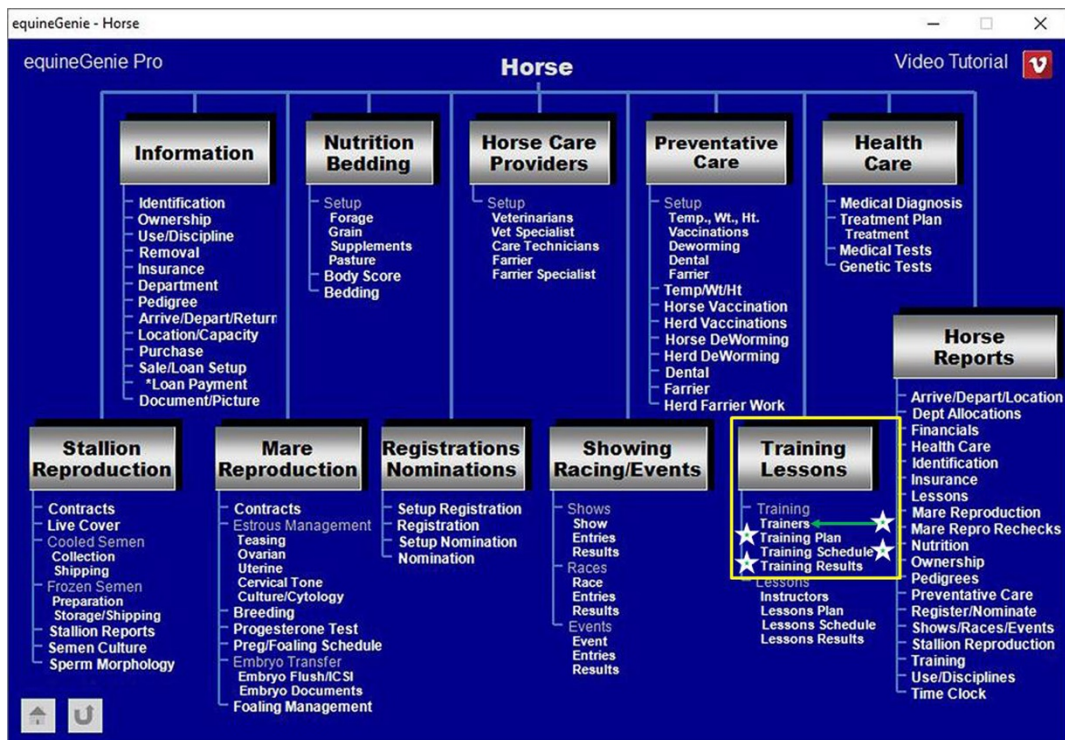 equineGenie - Horse
equineGenie Pro
Horse
Video Tutorial
Information
Identification
Ownership
Use/Discipline
Removal
Insurance
Department
Pedigree
Arrive/Depart/Return
Location/Capacity
Purchase
Sale/Loan Setup
*Loan Payment
Document/Picture
Nutrition
Bedding
Setup
Forage
Grain
Supplements
Pasture
Body Score
Bedding
Horse Care
Providers
Setup
Veterinarians
Vet Specialist
Care Technicians
Farrier
Farrier Specialist
Preventative
Care
Setup
Temp., Wt., Ht.
Vaccinations
Deworming
Dental
Farrier
Temp/Wt/Ht
Horse Vaccination
Herd Vaccinations
Horse DeWorming
Herd DeWorming
Dental
Farrier
Herd Farrier Work
Health
Care
Medical Diagnosis
Treatment Plan
Treatment
Medical Tests
Genetic Tests
Stallion
Reproduction
Contracts
Live Cover
Cooled Semen
Collection
Shipping
Frozen Semen
Preparation
Storage/Shipping
Stallion Reports
Semen Culture
Sperm Morphology
Mare
Reproduction
Contracts
Estrous Management
Teasing
Ovarian
Uterine
Cervical Tone
Culture/Cytology
Breeding
Progesterone Test
Preg/Foaling Schedule
Embryo Transfer
Embryo Flush/ICSI
Embryo Documents
Foaling Management
Registrations
Nominations
Setup Registration
Registration
Setup Nomination
Nomination
Showing
Racing/Events
Shows
Show
Entries
Results
Races
Race
Entries
Results
Events
Event
Entries
Results
Training
Lessons
Training
Trainers
Training Plan
Training Schedule
Training Results
Lessons
Instructors
Lessons Plan
Lessons Schedule
Lessons Results
Horse
Reports
Arrive/Depart/Location
Dept Allocations
Financials
Health Care
Identification
Insurance
Lessons
Mare Reproduction
Mare Repro Rechecks
Nutrition
Ownership
Pedigrees
Preventative Care
Register/Nominate
Shows/Races/Events
Stallion Reproduction
Training
Use/Disciplines
Time Clock